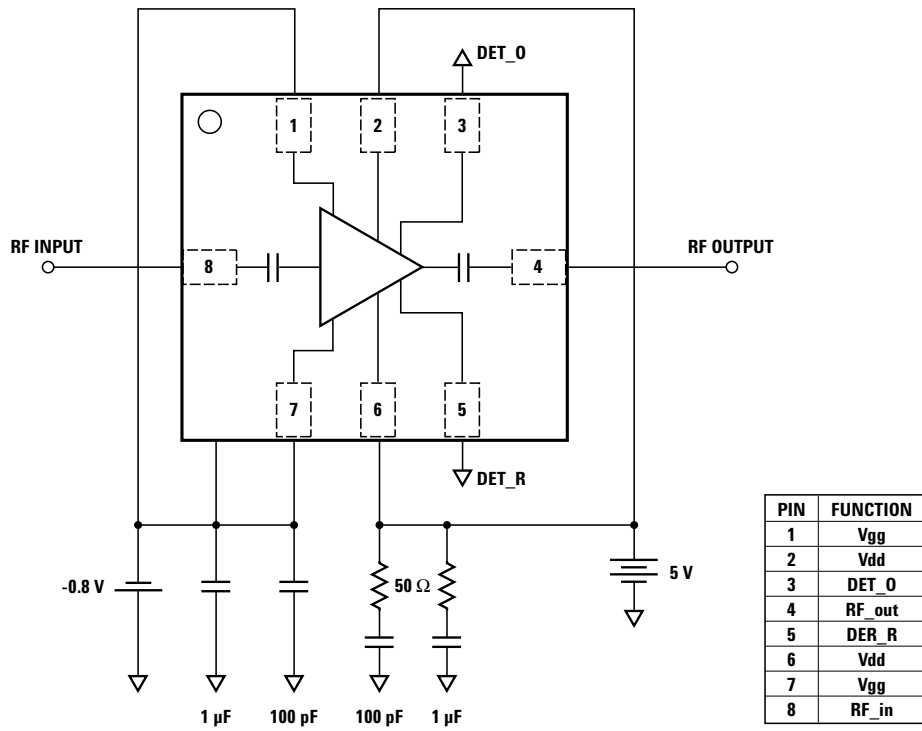 DET_O
1
2
3
RF INPUT
8
4
RF OUTPUT
7
6
5
DET_R
-0.8 V
50 Ω
5 V
1 µF
100 pF
100 pF
1 µF
PIN FUNCTION
1 Vgg
2 Vdd
3 DET_O
4 RF_out
5 DER_R
6 Vdd
7 Vgg
8 RF_in